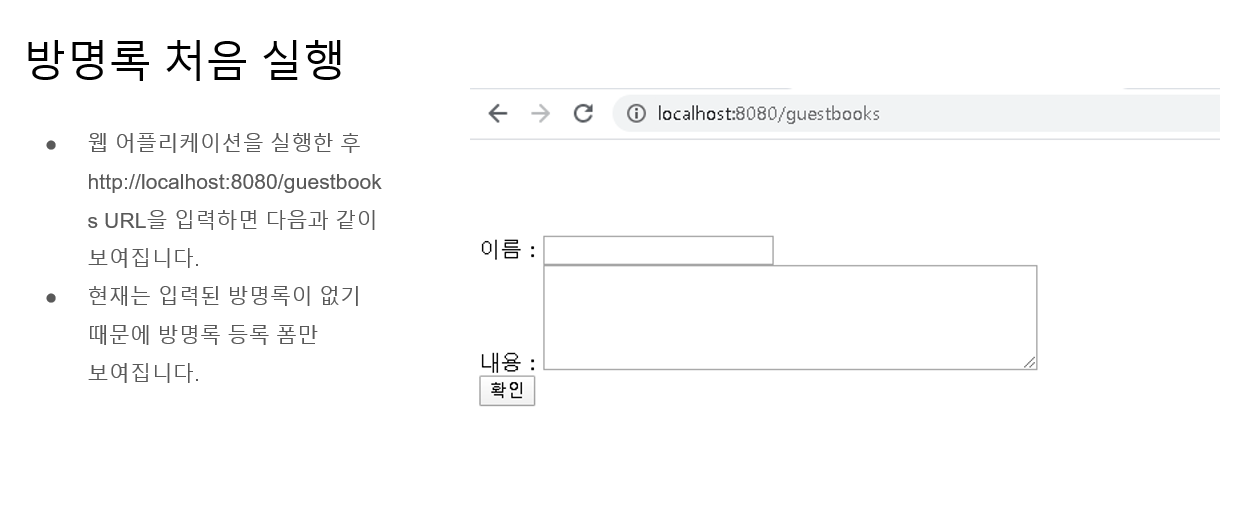 방명록 처음 실행
● 웹 어플리케이션을 실행한 후
http://localhost:8080/guestbook
s URL을 입력하면 다음과 같이
보여집니다.
● 현재는 입력된 방명록이 없기
때문에 방명록 등록 폼만
보여집니다.
localhost:8080/guestbooks
이름 :
내용 :
확인